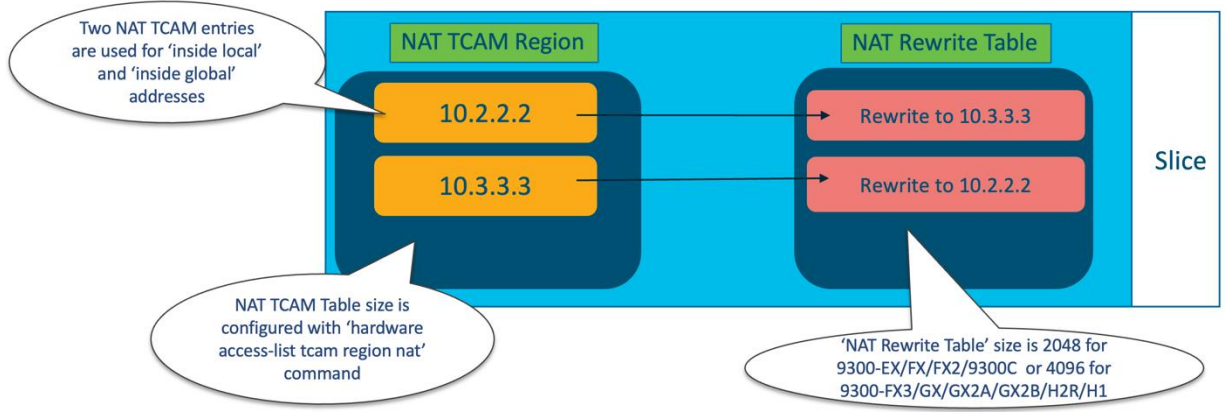 Two NAT TCAM entries
are used for ‘inside local’
and ‘inside global’
addresses
NAT TCAM Region
NAT Rewrite Table
10.2.2.2
Rewrite to 10.3.3.3
10.3.3.3
Rewrite to 10.2.2.2
Slice
NAT TCAM Table size is
configured with ‘hardware
access-list tcam region nat’
command
‘NAT Rewrite Table’ size is 2048 for
9300-EX/FX/FX2/9300C or 4096 for
9300-FX3/GX/GX2A/GX2B/H2R/H1